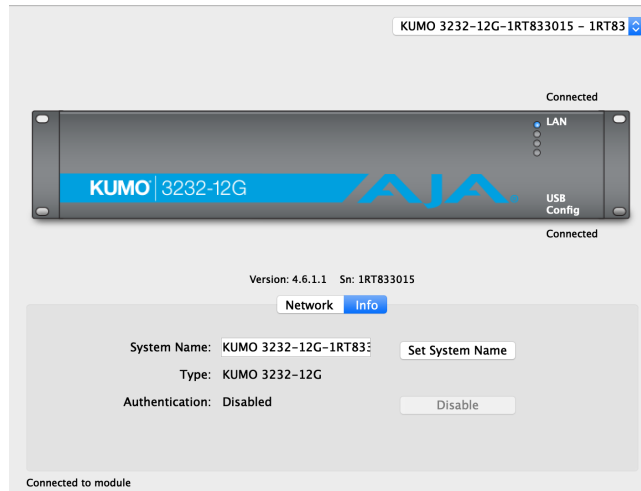 KUMO 3232-12G-1RT833015 - 1RT83
Connected
LAN
KUMO 3232-12G
AJA
USB
Config
Connected
Version: 4.6.1.1 Sn: 1RT833015
Network Info
System Name: KUMO 3232-12G-1RT833 Set System Name
Type: KUMO 3232-12G
Authentication: Disabled Disable
Connected to module